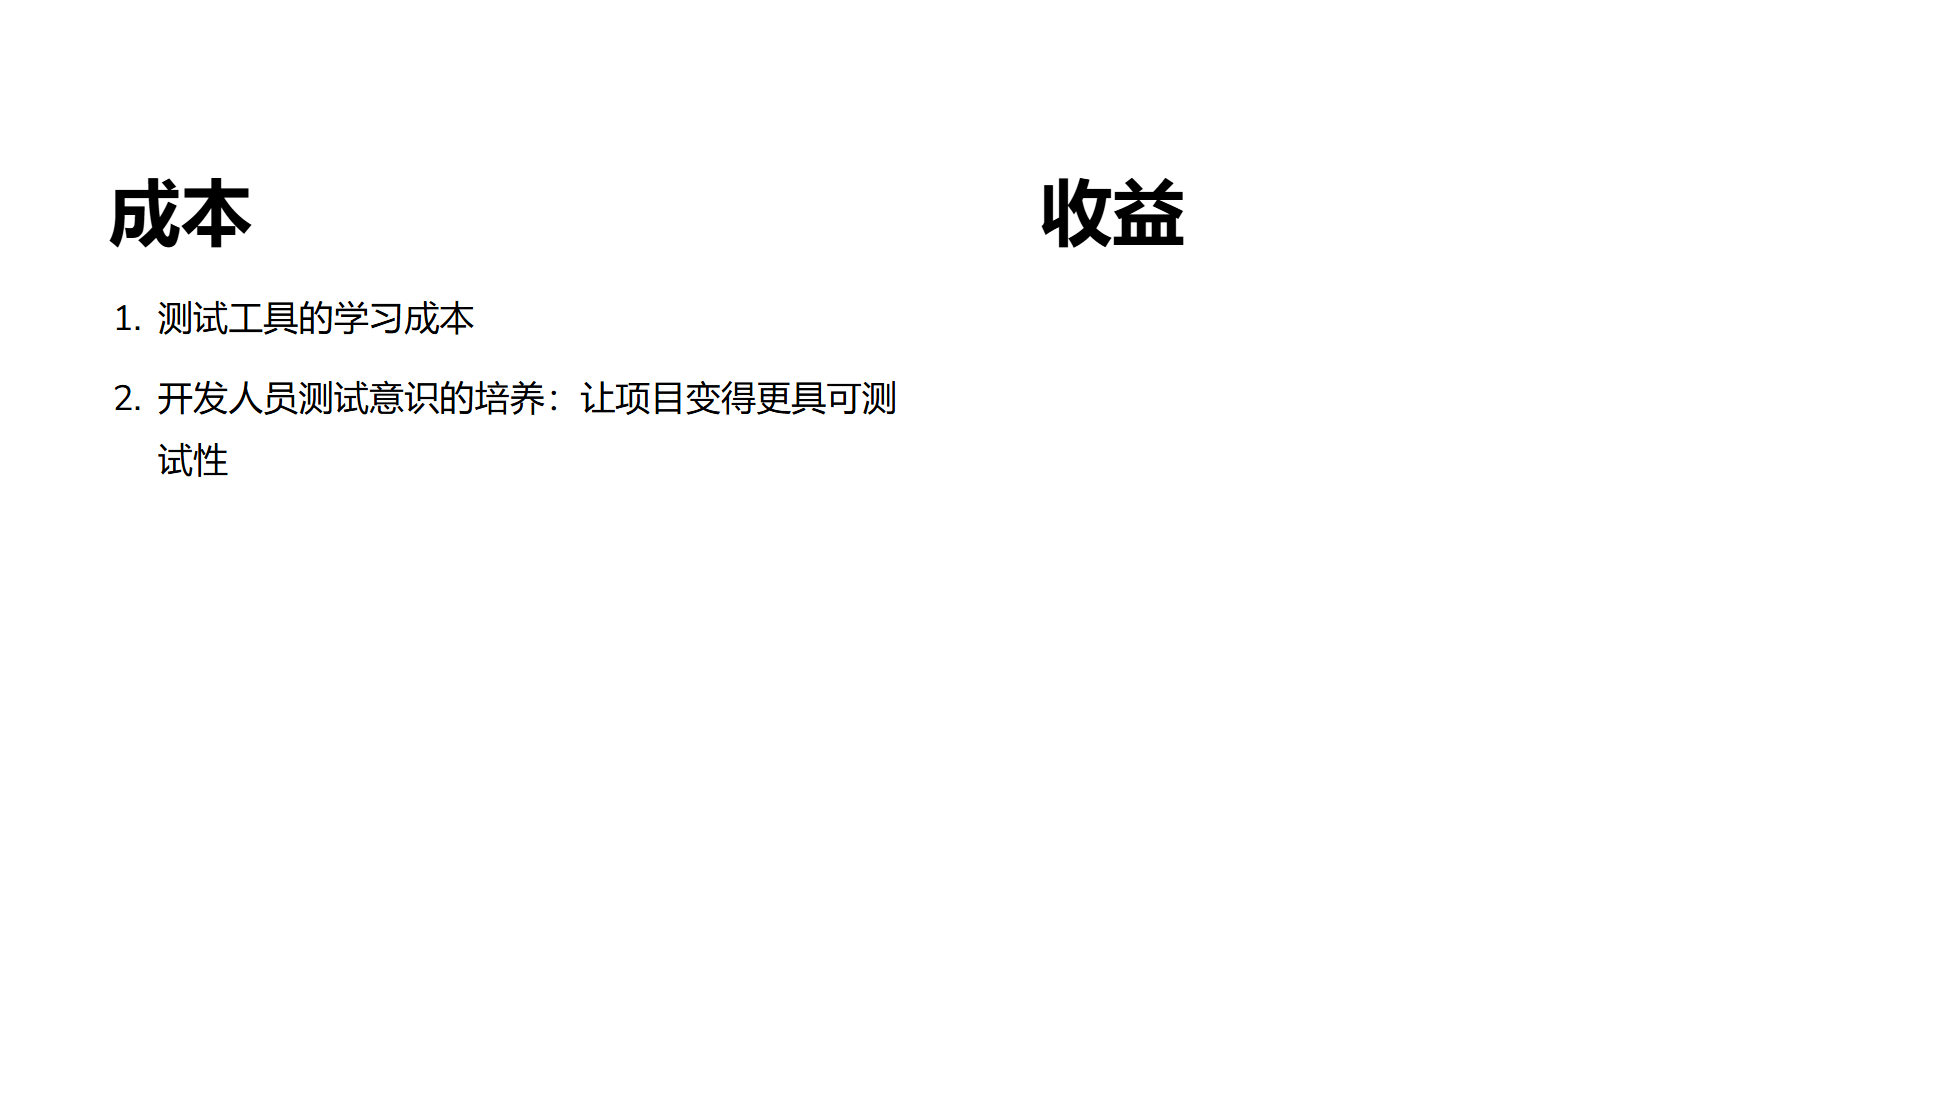 成本
1. 测试工具的学习成本
2. 开发人员测试意识的培养：让项目变得更具可测
试性
收益